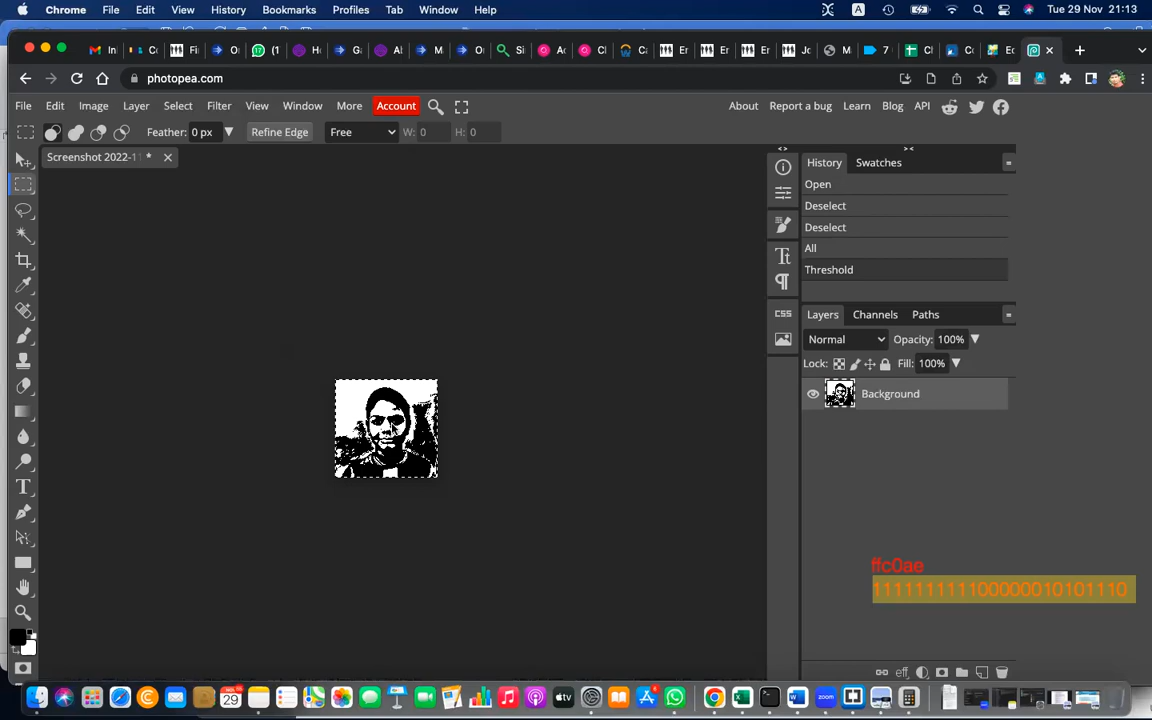 Chrome File Edit View History Bookmarks Profiles Tab Window Help A Tue 29 Nov 21:13
photopea.com
File Edit Image Layer Select Filter View Window More Account About Report a bug Learn Blog API
Feather: 0 px Refine Edge Free W: 0 H: 0
Screenshot 2022-1 *
History Swatches
Open
Deselect
Deselect
All
Threshold
Layers Channels Paths
Normal Opacity: 100%
Lock: Fill: 100%
Background
ffc0ae
111111111100000010101110